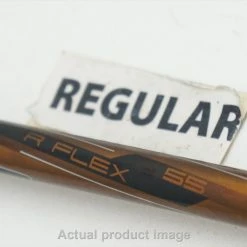 REGULAR
R FLEX 55
Actual product image